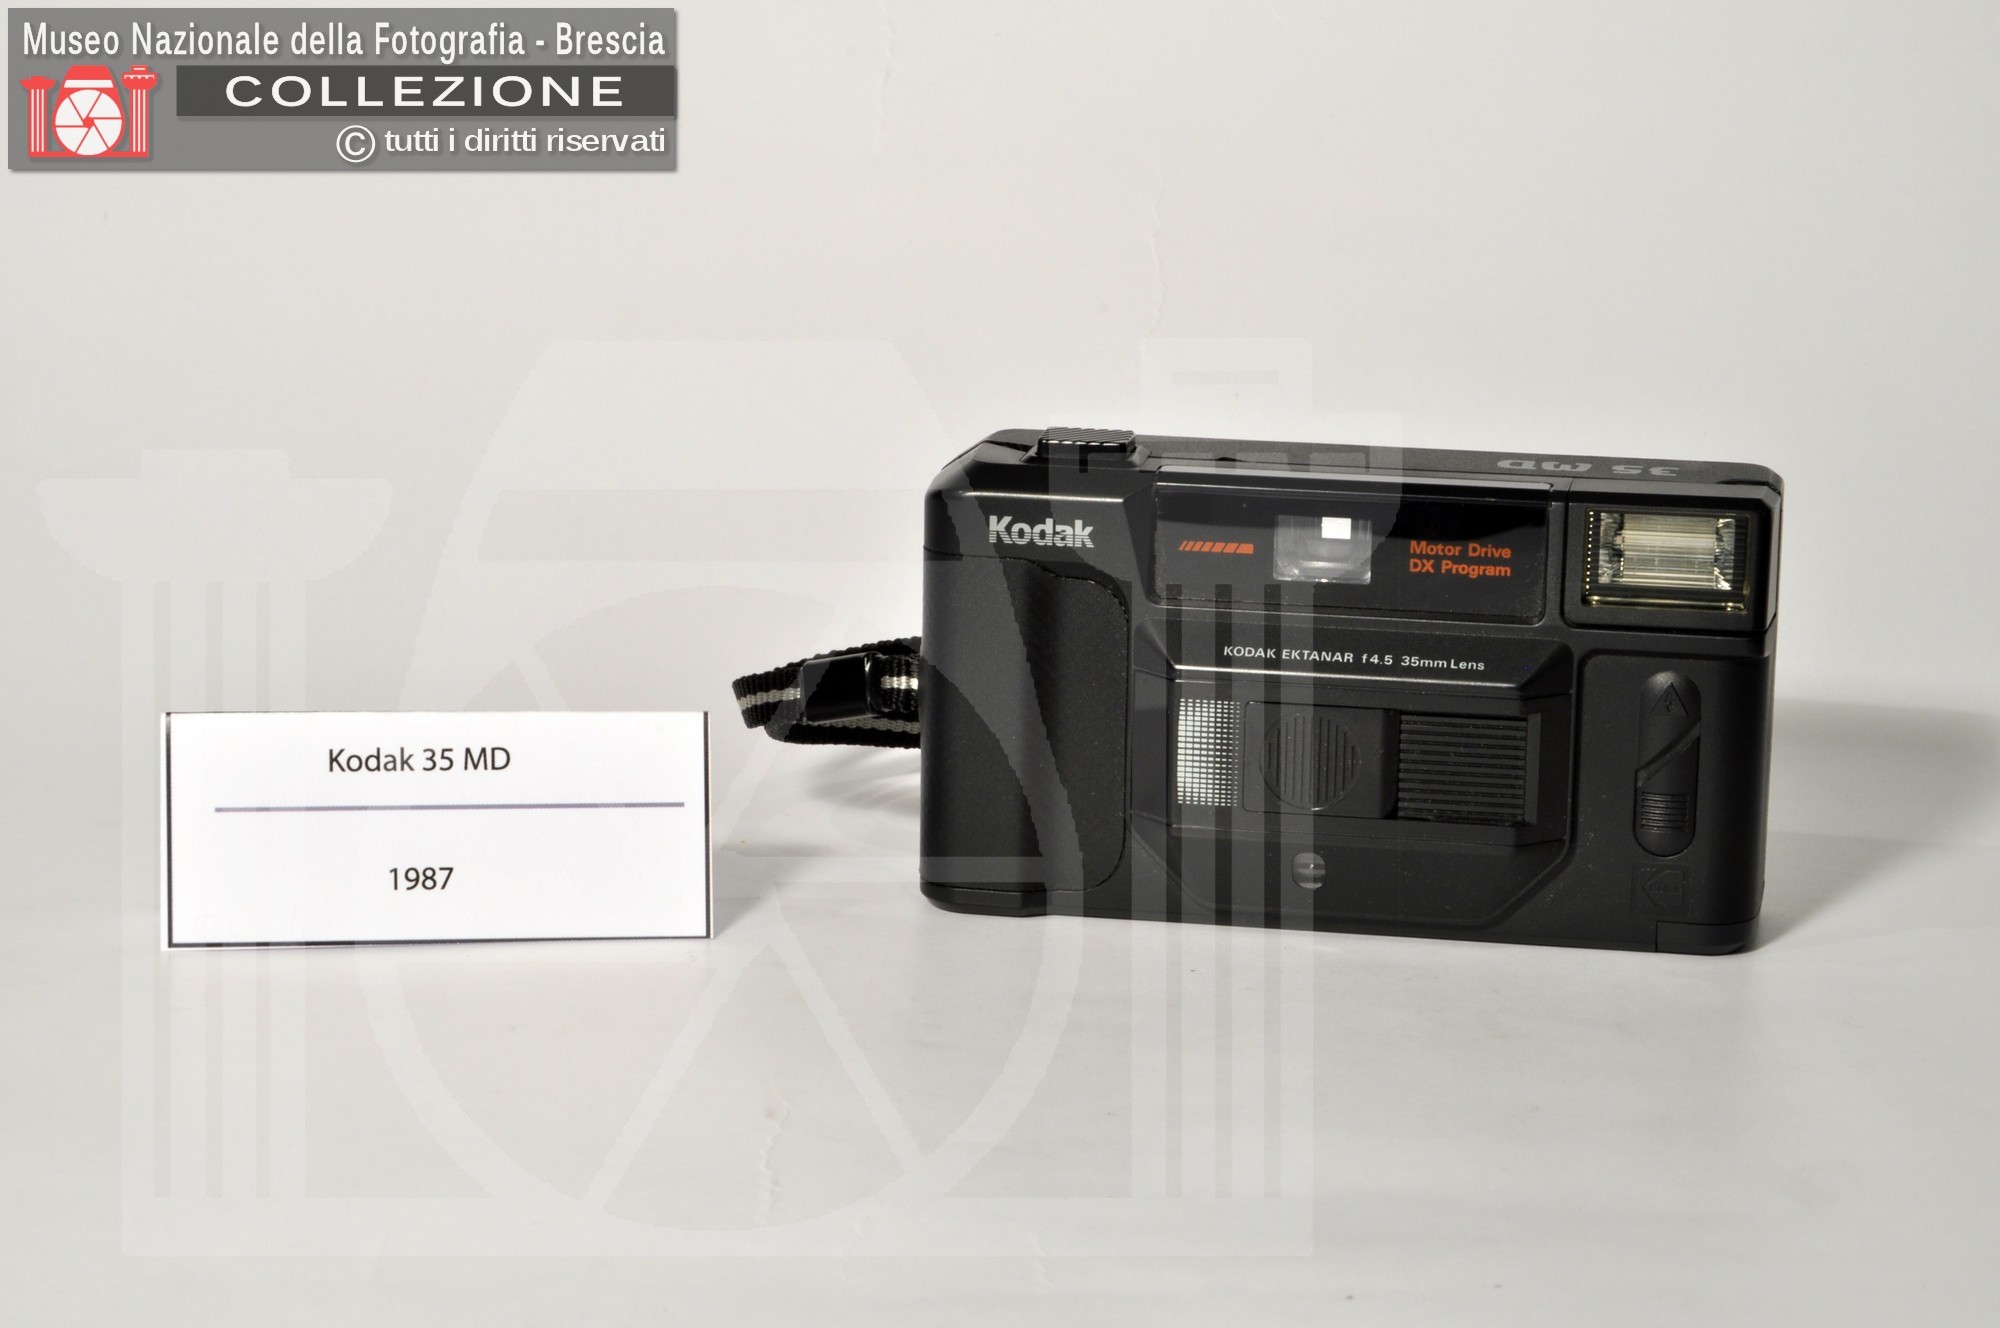 Museo Nazionale della Fotografia - Brescia
COLLEZIONE
© tutti i diritti riservati
35 MD
Kodak
Motor Drive
DX Program
KODAK EKTANAR f4.5 35mm Lens
Kodak 35 MD
1987